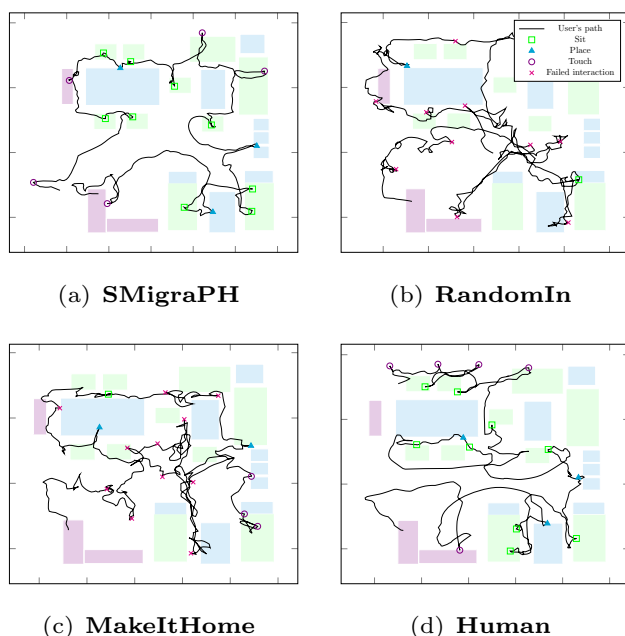 User's path
Sit
Place
Touch
Failed interaction
(a) SMigraPH
(b) RandomIn
(c) MakeItHome
(d) Human